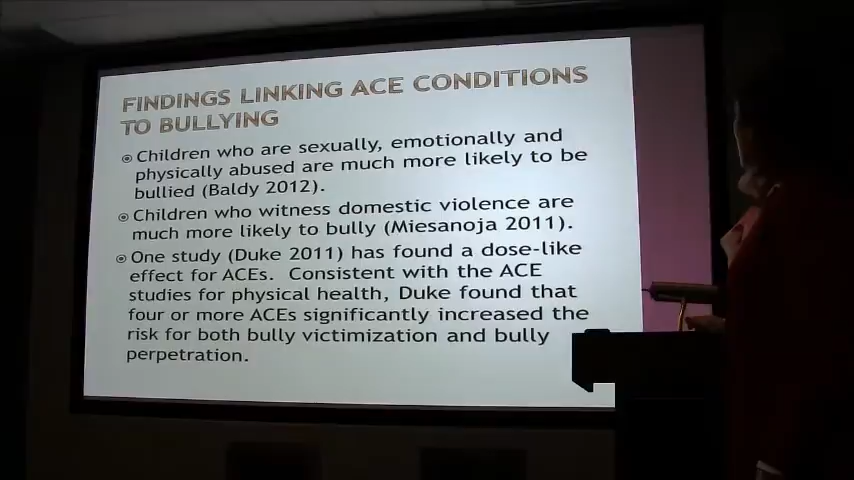 FINDINGS LINKING ACE CONDITIONS
TO BULLYING
Children who are sexually, emotionally and
physically abused are much more likely to be
bullied (Baldy 2012).
Children who witness domestic violence are
much more likely to bully (Miesanoja 2011).
One study (Duke 2011) has found a dose-like
effect for ACEs. Consistent with the ACE
studies for physical health, Duke found that
four or more ACEs significantly increased the
risk for both bully victimization and bully
perpetration.